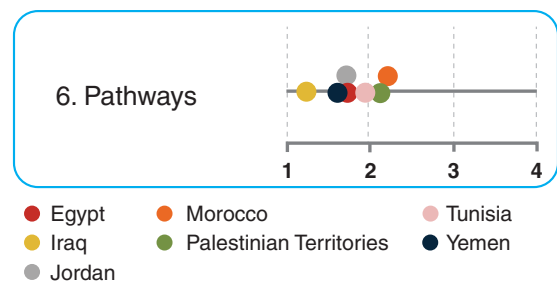 6. Pathways
1 2 3 4
Egypt Morocco Tunisia
Iraq Palestinian Territories Yemen
Jordan